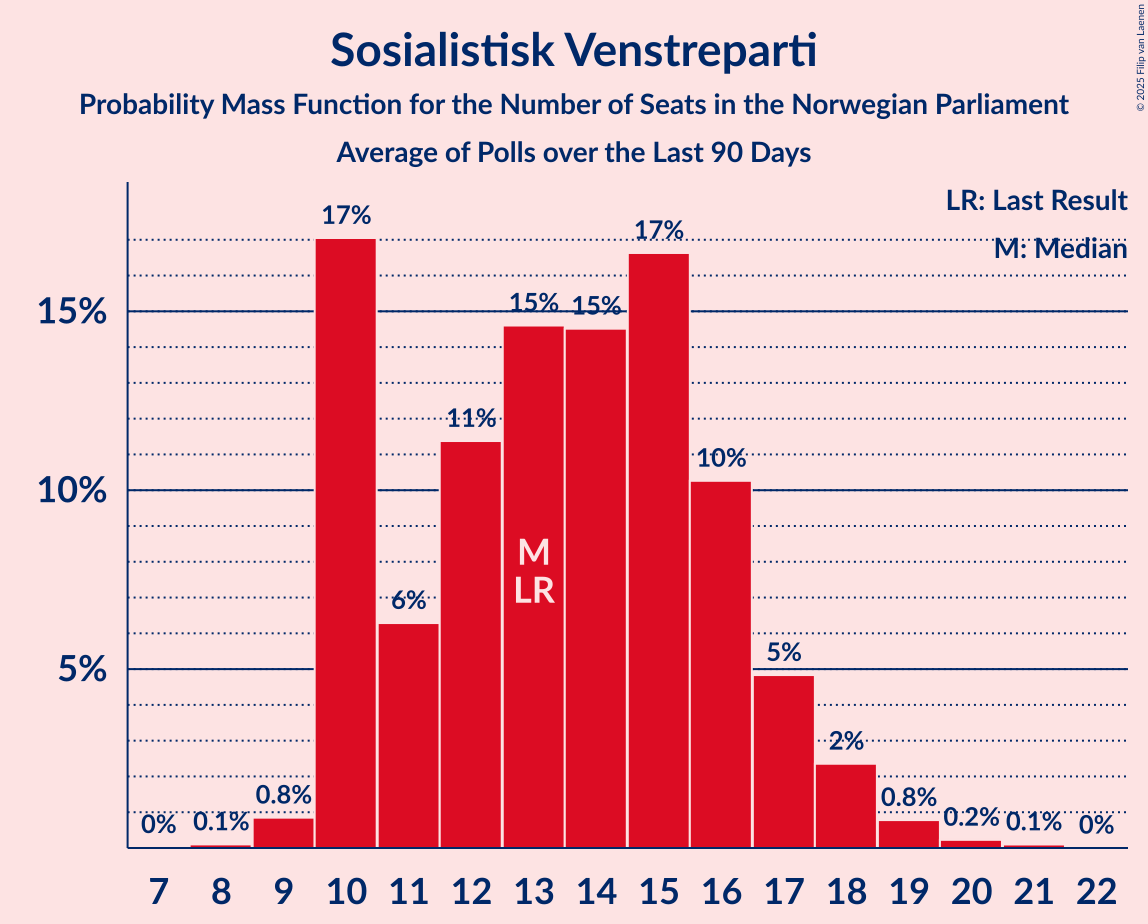 Sosialistisk Venstreparti
Probability Mass Function for the Number of Seats in the Norwegian Parliament
Average of Polls over the Last 90 Days
© 2025 Filip van Laenen
LR: Last Result
M: Median
15%
10%
5%
0%
0.1%
0.8%
17%
6%
11%
15%
15%
17%
10%
5%
2%
0.8%
0.2%
0.1%
0%
M
LR
7 8 9 10 11 12 13 14 15 16 17 18 19 20 21 22